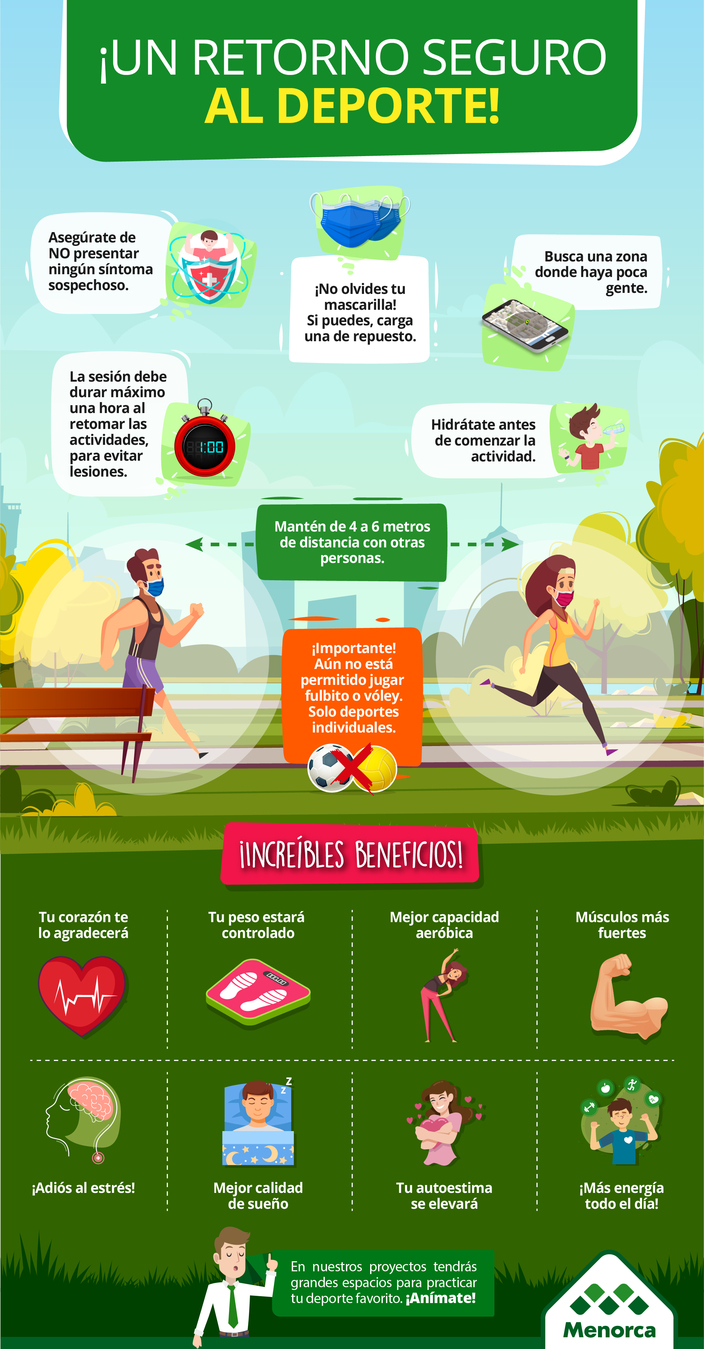 ¡UN RETORNO SEGURO
AL DEPORTE!
Asegúrate de
NO presentar
ningún síntoma
sospechoso.
¡No olvides tu
mascarilla!
Si puedes, carga
una de repuesto.
Busca una zona
donde haya poca
gente.
La sesión debe
durar máximo
una hora al
retomar las
actividades,
para evitar
lesiones.
1:00
Hidrátate antes
de comenzar la
actividad.
Mantén de 4 a 6 metros
de distancia con otras
personas.
¡Importante!
Aún no está
permitido jugar
fulbito o vóley.
Solo deportes
individuales.
¡INCREÍBLES BENEFICIOS!
Tu corazón te
lo agradecerá
Tu peso estará
controlado
Mejor capacidad
aeróbica
Músculos más
fuertes
¡Adiós al estrés!
Z
Z
Mejor calidad
de sueño
Tu autoestima
se elevará
¡Más energía
todo el día!
En nuestros proyectos tendrás
grandes espacios para practicar
tu deporte favorito. ¡Anímate!
Menorca